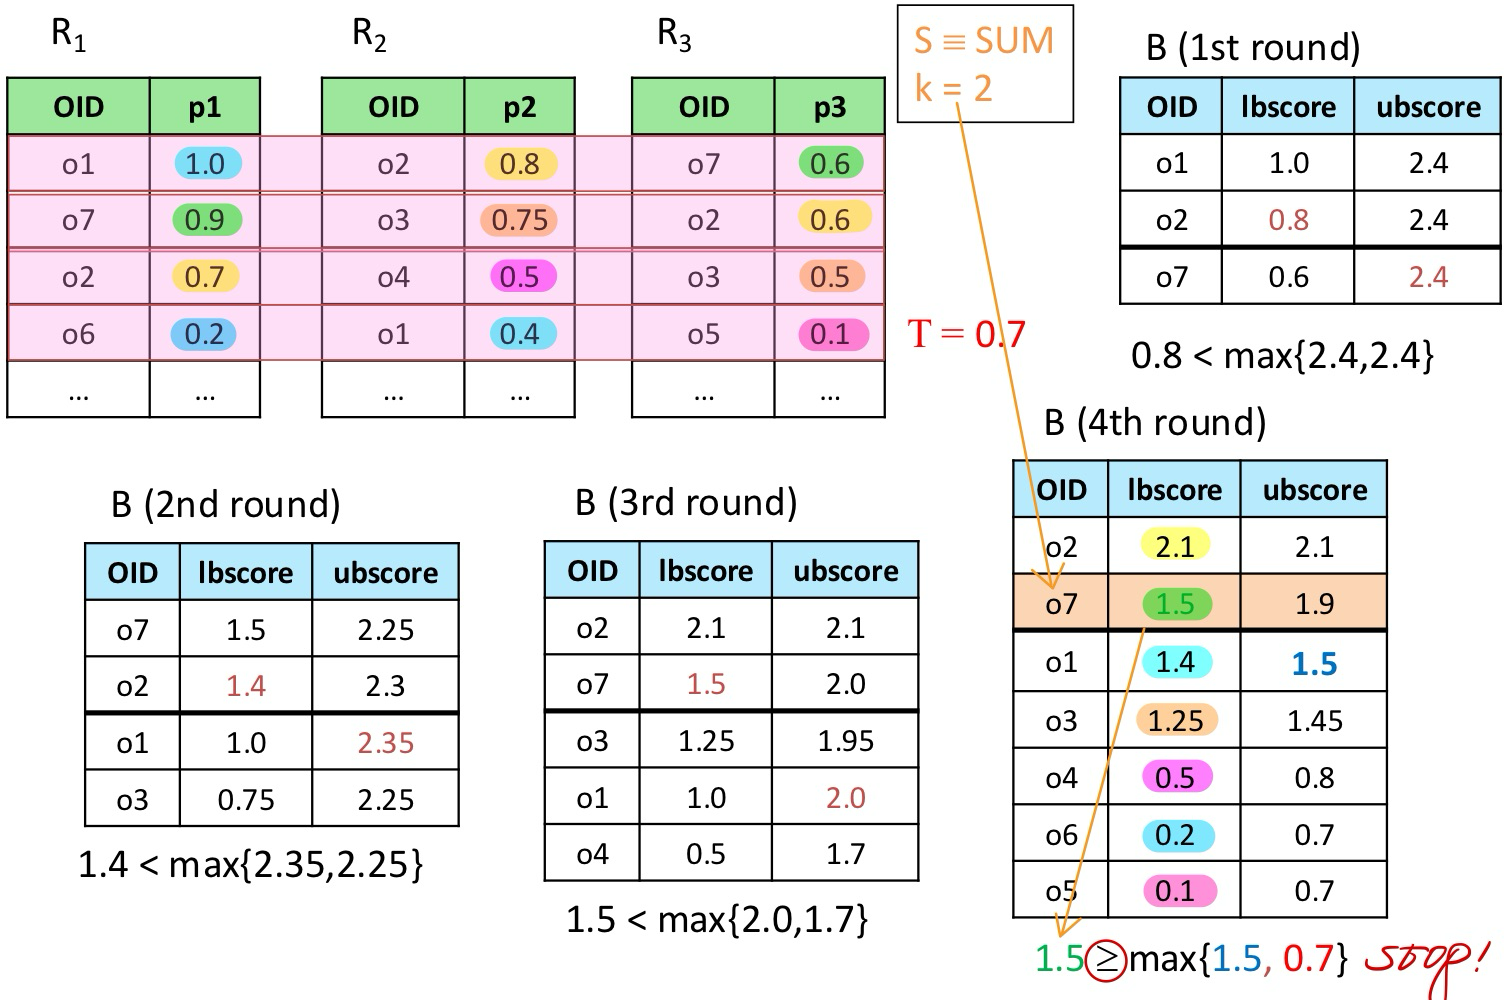 R1
OID p1
o1 1.0
o7 0.9
o2 0.7
o6 0.2
... ...
R2
OID p2
o2 0.8
o3 0.75
o4 0.5
o1 0.4
... ...
R3
OID p3
o7 0.6
o2 0.6
o3 0.5
o5 0.1
... ...
S ≡ SUM
k = 2
T = 0.7
B (1st round)
OID lbscore ubscore
o1 1.0 2.4
o2 0.8 2.4
o7 0.6 2.4
0.8 < max{2.4,2.4}
B (2nd round)
OID lbscore ubscore
o7 1.5 2.25
o2 1.4 2.3
o1 1.0 2.35
o3 0.75 2.25
1.4 < max{2.35,2.25}
B (3rd round)
OID lbscore ubscore
o2 2.1 2.1
o7 1.5 2.0
o3 1.25 1.95
o1 1.0 2.0
o4 0.5 1.7
1.5 < max{2.0,1.7}
B (4th round)
OID lbscore ubscore
o2 2.1 2.1
o7 1.5 1.9
o1 1.4 1.5
o3 1.25 1.45
o4 0.5 0.8
o6 0.2 0.7
o5 0.1 0.7
1.5 ≥ max{1.5, 0.7} stop!